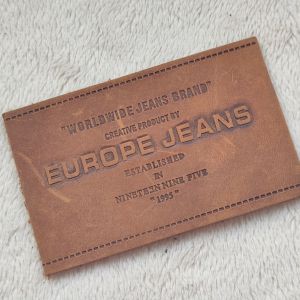 "WORLDWIDE JEANS BRAND"
CREATIVE PRODUCT BY
EUROPE JEANS
ESTABLISHED
IN
NINETEEN NINE FIVE
"1995"